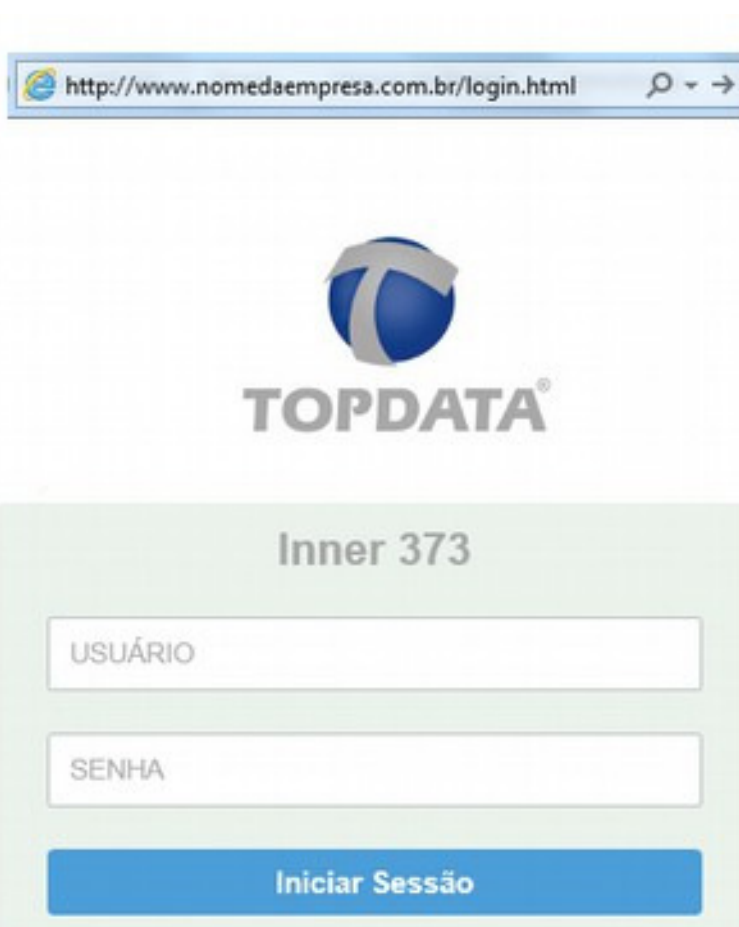 http://www.nomedaempresa.com.br/login.html
TOPDATA®
Inner 373
USUÁRIO
SENHA
Iniciar Sessão